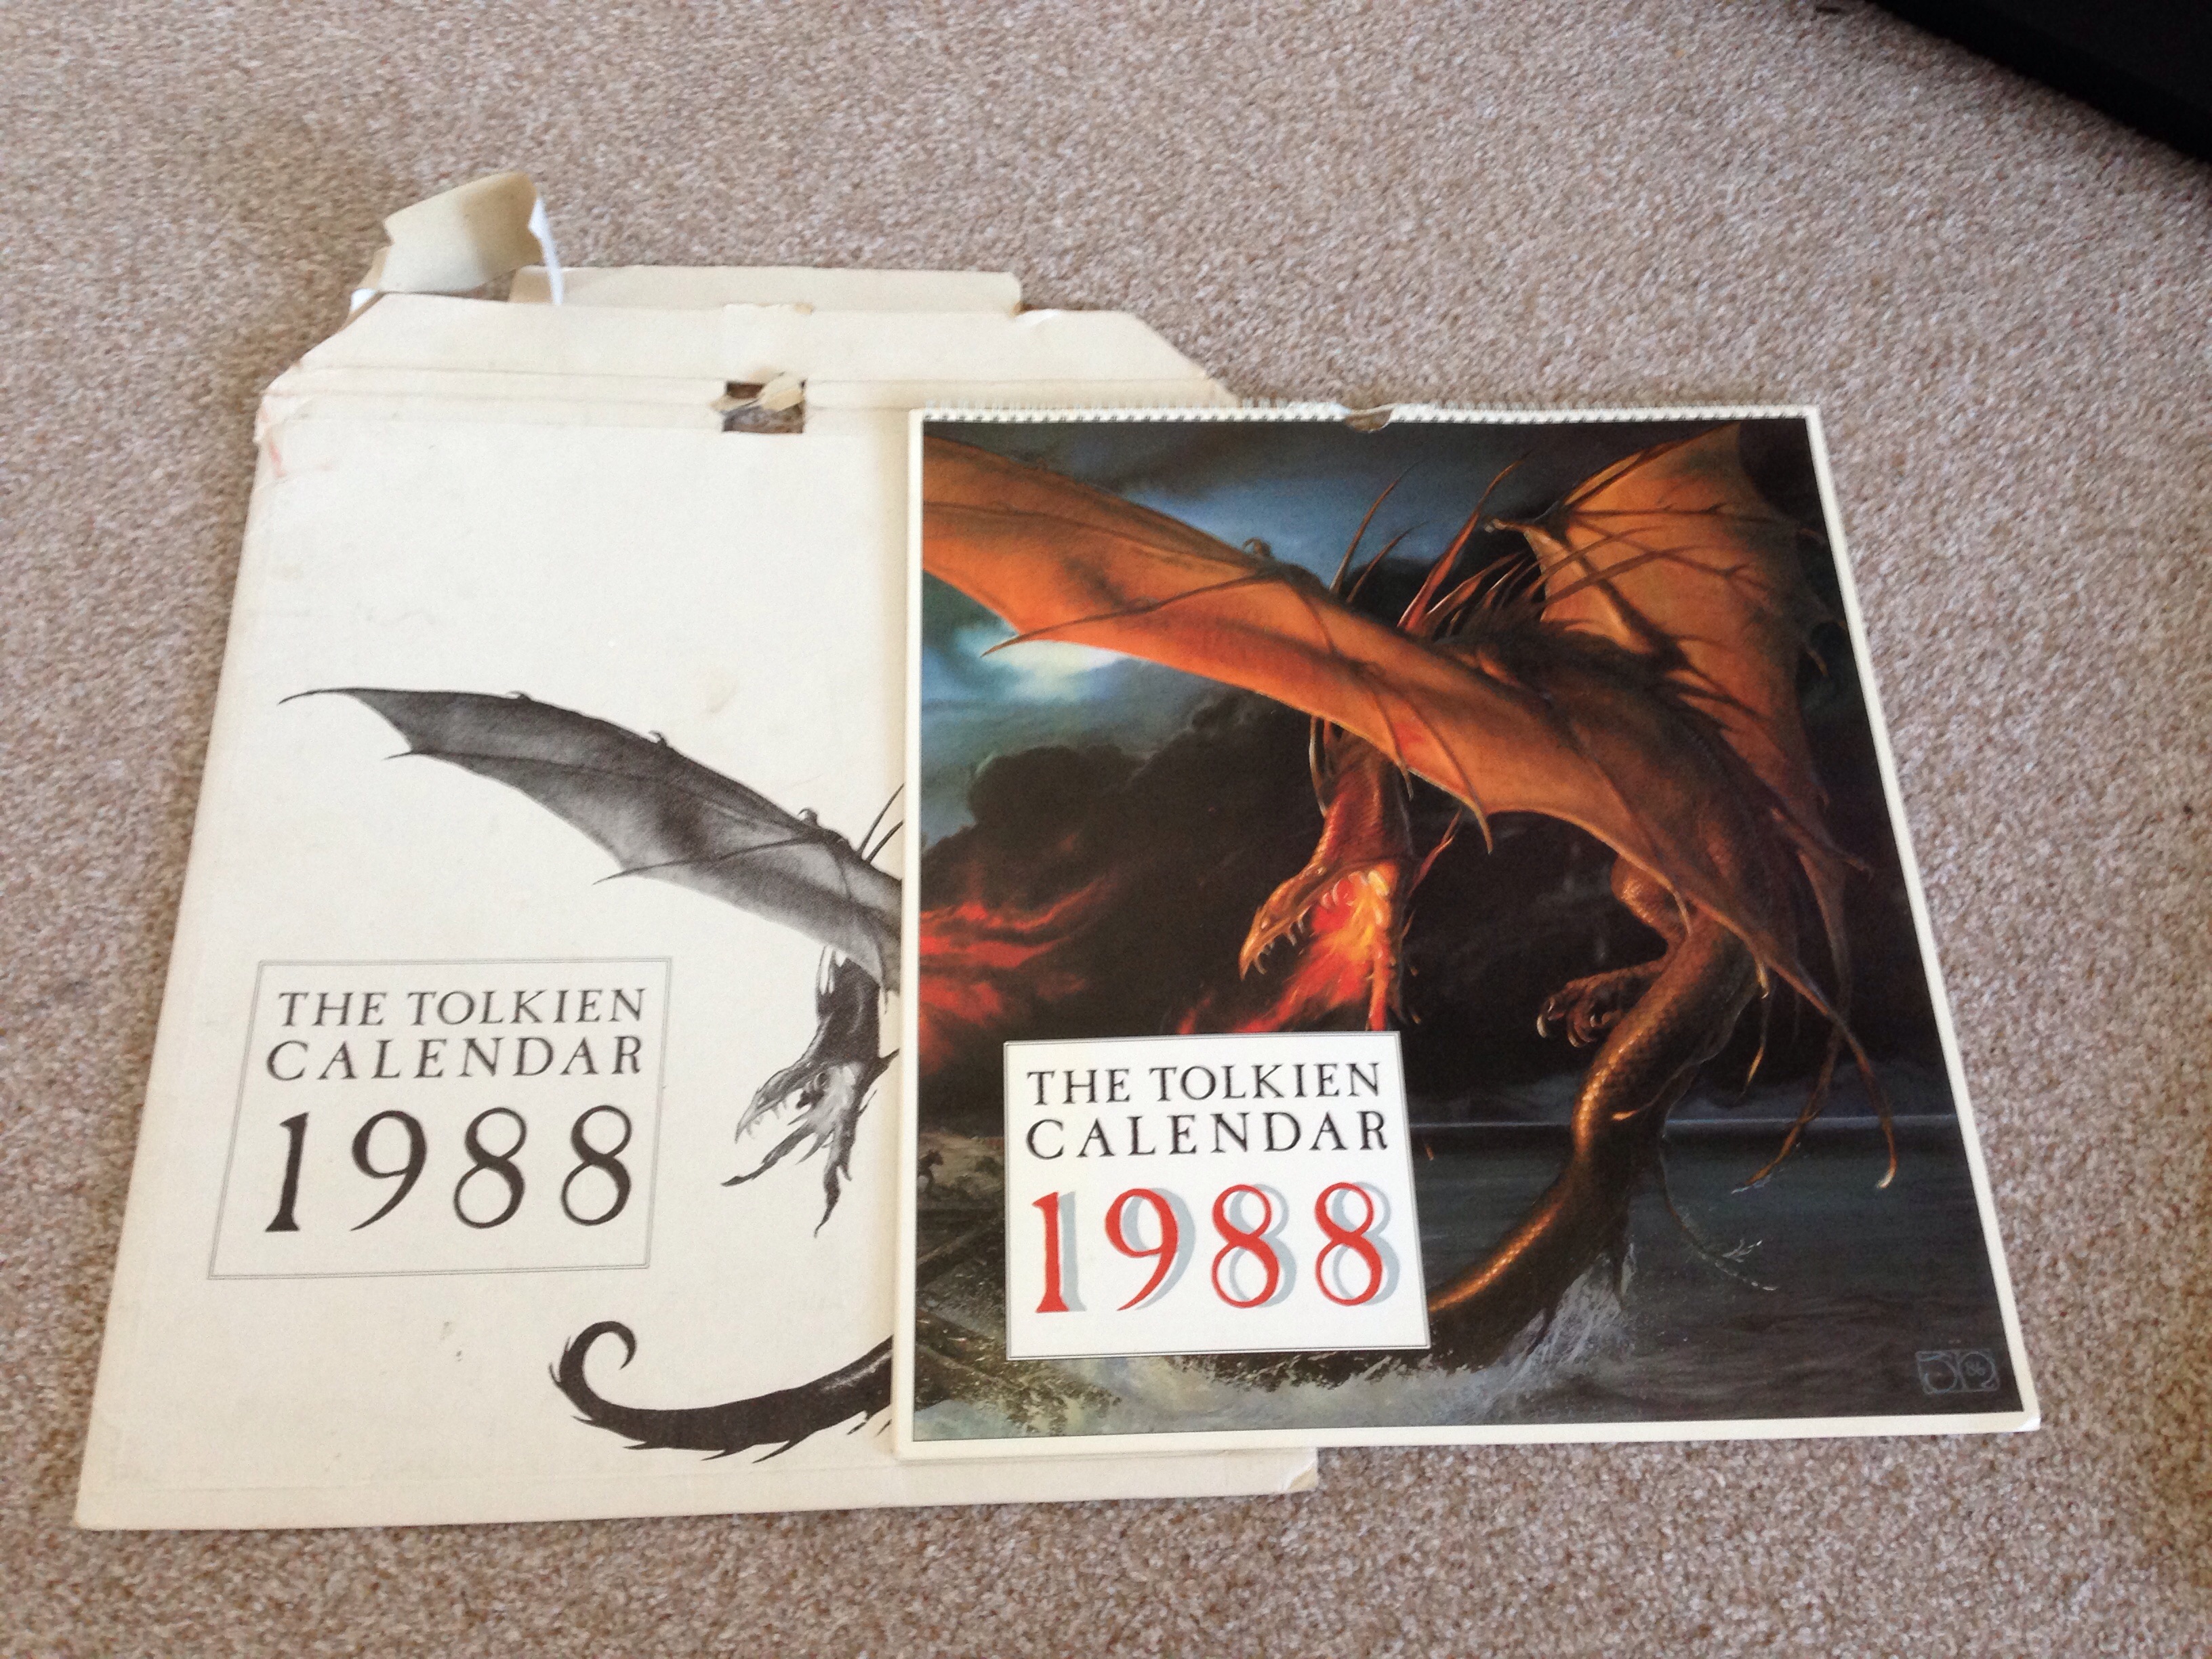 THE TOLKIEN
CALENDAR
1988
THE TOLKIEN
CALENDAR
1988